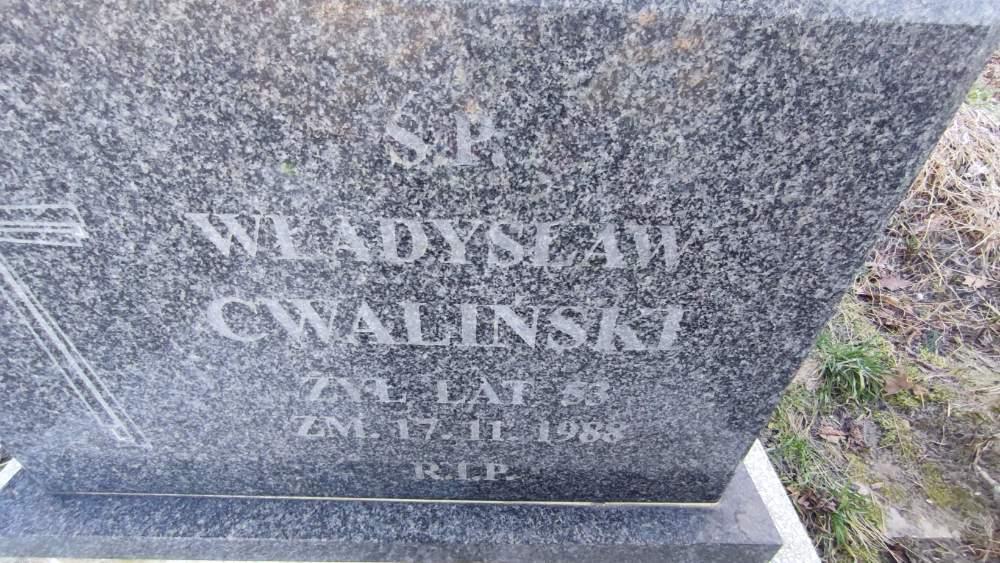 Ś.P.
WŁADYSŁAW
CWALIŃSKI
ŻYŁ LAT 53
ZM. 17. II. 1988
R.I.P.